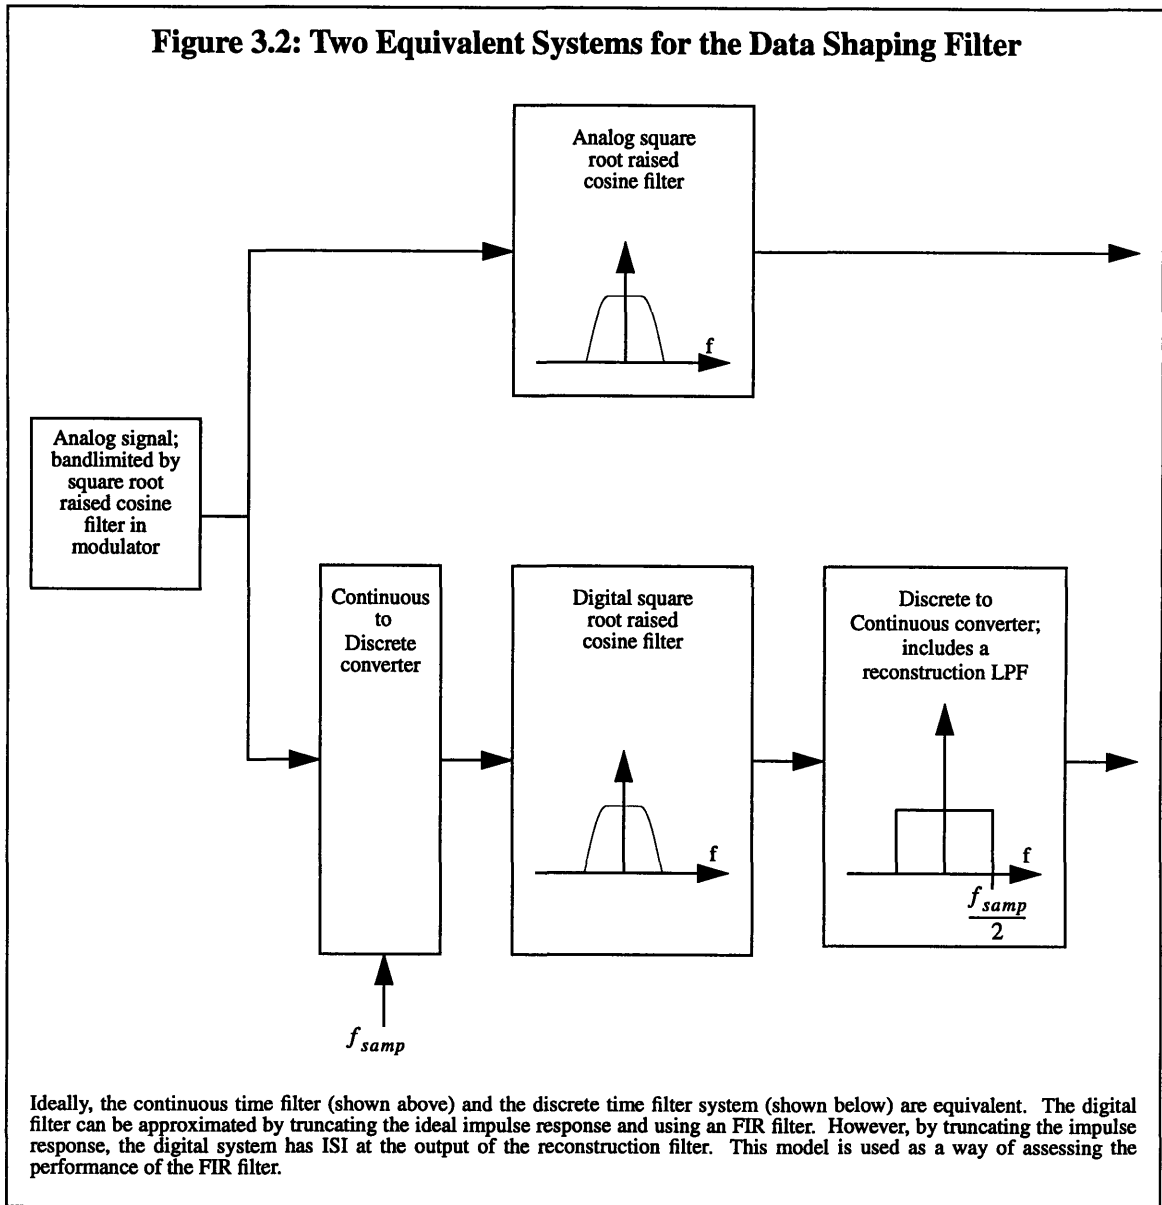 Figure 3.2: Two Equivalent Systems for the Data Shaping Filter
Analog square
root raised
cosine filter
f
Analog signal;
bandlimited by
square root
raised cosine
filter in
modulator
Continuous
to
Discrete
converter
f samp
Digital square
root raised
cosine filter
f
Discrete to
Continuous converter;
includes a
reconstruction LPF
f
f samp
2
Ideally, the continuous time filter (shown above) and the discrete time filter system (shown below) are equivalent. The digital
filter can be approximated by truncating the ideal impulse response and using an FIR filter. However, by truncating the impulse
response, the digital system has ISI at the output of the reconstruction filter. This model is used as a way of assessing the
performance of the FIR filter.